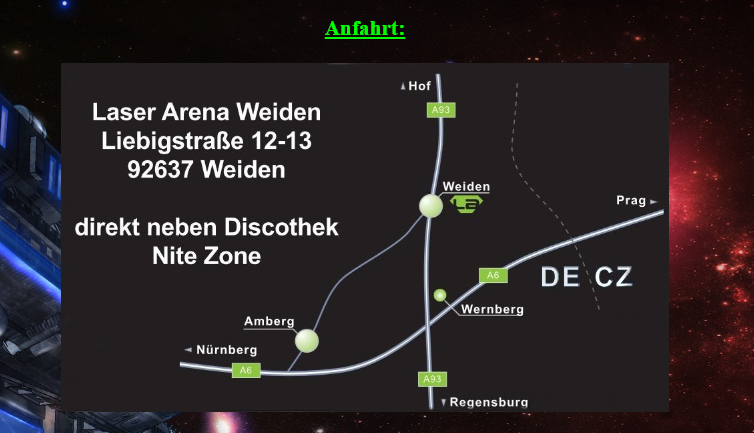 Anfahrt:
Laser Arena Weiden
Liebigstraße 12-13
92637 Weiden
direkt neben Discothek
Nite Zone
Hof
A93
Weiden
LA
Prag
A6
DE CZ
Wernberg
Amberg
Nürnberg
A6
A93
Regensburg